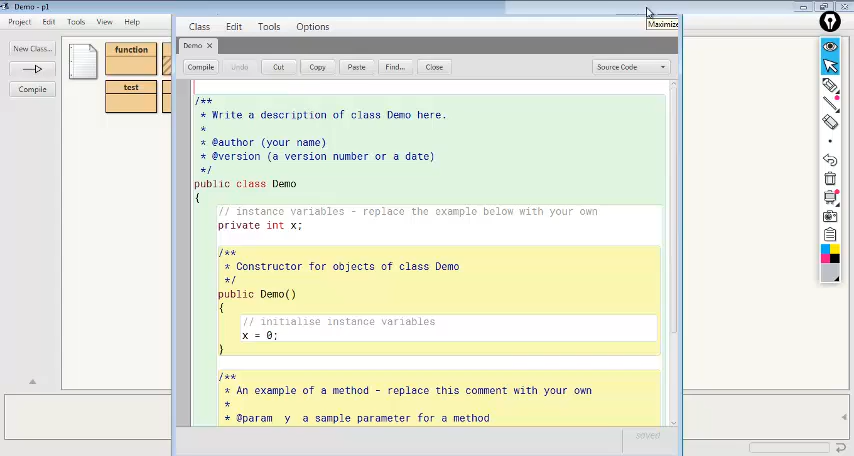 Demo - p1
Project Edit Tools View Help
New Class...
Compile
function
test
Class Edit Tools Options
Maximize
Demo
Compile Undo Cut Copy Paste Find... Close Source Code
/**
* Write a description of class Demo here.
*
* @author (your name)
* @version (a version number or a date)
*/
public class Demo
{
// instance variables - replace the example below with your own
private int x;
/**
* Constructor for objects of class Demo
*/
public Demo()
{
// initialise instance variables
x = 0;
}
/**
* An example of a method - replace this comment with your own
*
* @param y a sample parameter for a method
saved